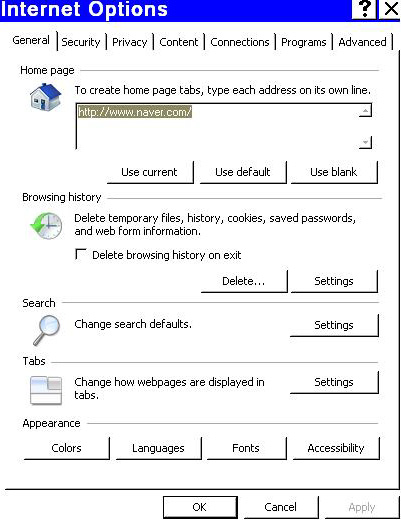 Internet Options ? X
General Security Privacy Content Connections Programs Advanced
Home page
To create home page tabs, type each address on its own line.
http://www.naver.com/
Use current Use default Use blank
Browsing history
Delete temporary files, history, cookies, saved passwords,
and web form information.
Delete browsing history on exit
Delete... Settings
Search
Change search defaults.
Settings
Tabs
Change how webpages are displayed in
tabs.
Settings
Appearance
Colors Languages Fonts Accessibility
OK Cancel Apply